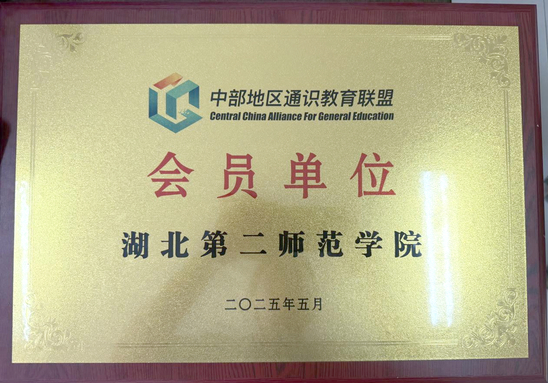 中部地区通识教育联盟
Central China Alliance For General Education
会员单位
湖北第二师范学院
二〇二五年五月